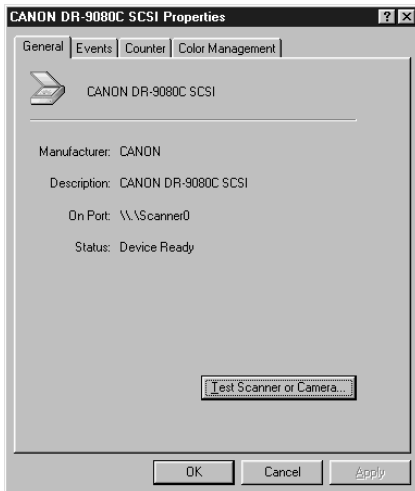 CANON DR-9080C SCSI Properties
General Events Counter Color Management
CANON DR-9080C SCSI
Manufacturer: CANON
Description: CANON DR-9080C SCSI
On Port: \\.\Scanner0
Status: Device Ready
Test Scanner or Camera...
OK Cancel Apply